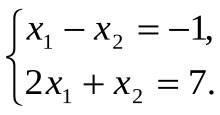 x₁ − x₂ = −1,
2x₁ + x₂ = 7.